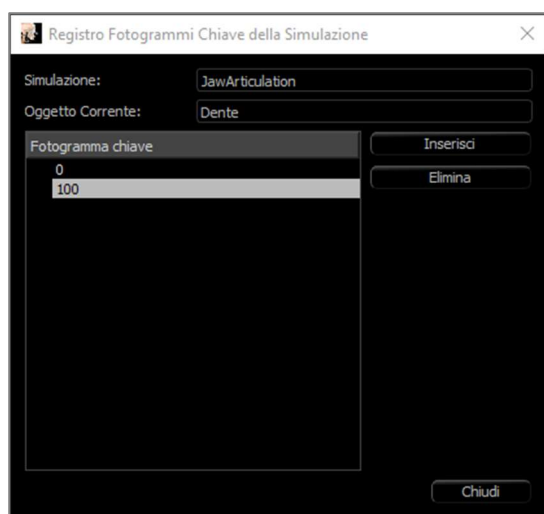 Registro Fotogrammi Chiave della Simulazione
Simulazione: JawArticulation
Oggetto Corrente: Dente
Fotogramma chiave
Inserisci
0
Elimina
100
Chiudi